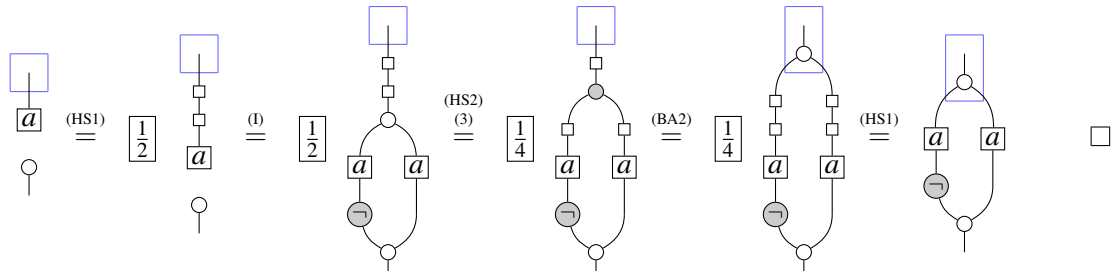 a (HS1) = 1/2 a (I) = 1/2 a a ¬ (HS2) (3) = 1/4 a a ¬ (BA2) = 1/4 a a ¬ (HS1) = a a ¬ □